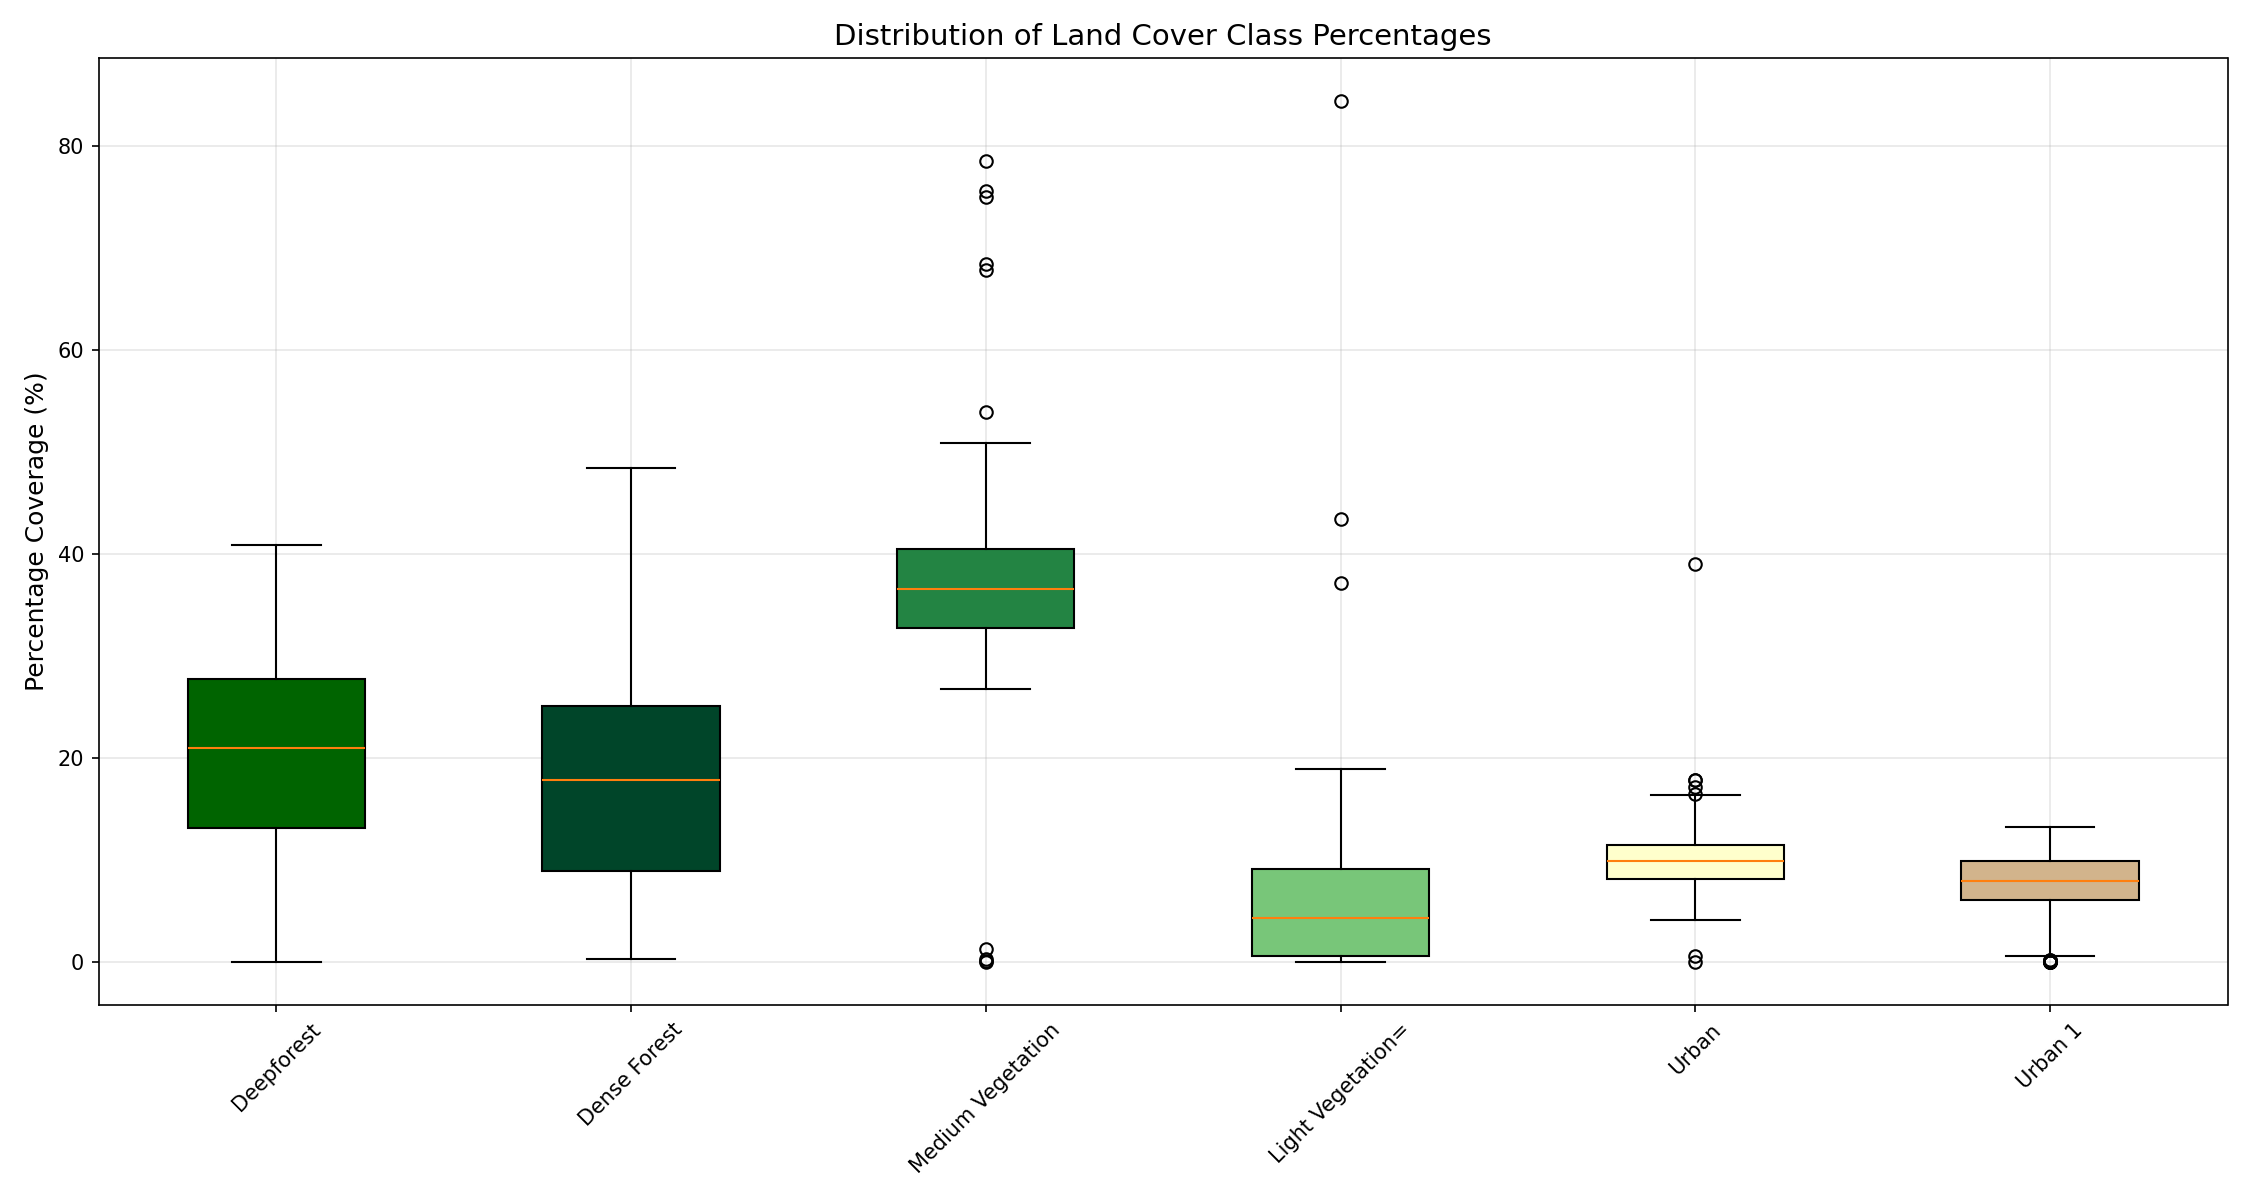 Distribution of Land Cover Class Percentages
Percentage Coverage (%)
80
60
40
20
0
Deepforest
Dense Forest
Medium Vegetation
Light Vegetation=
Urban
Urban 1